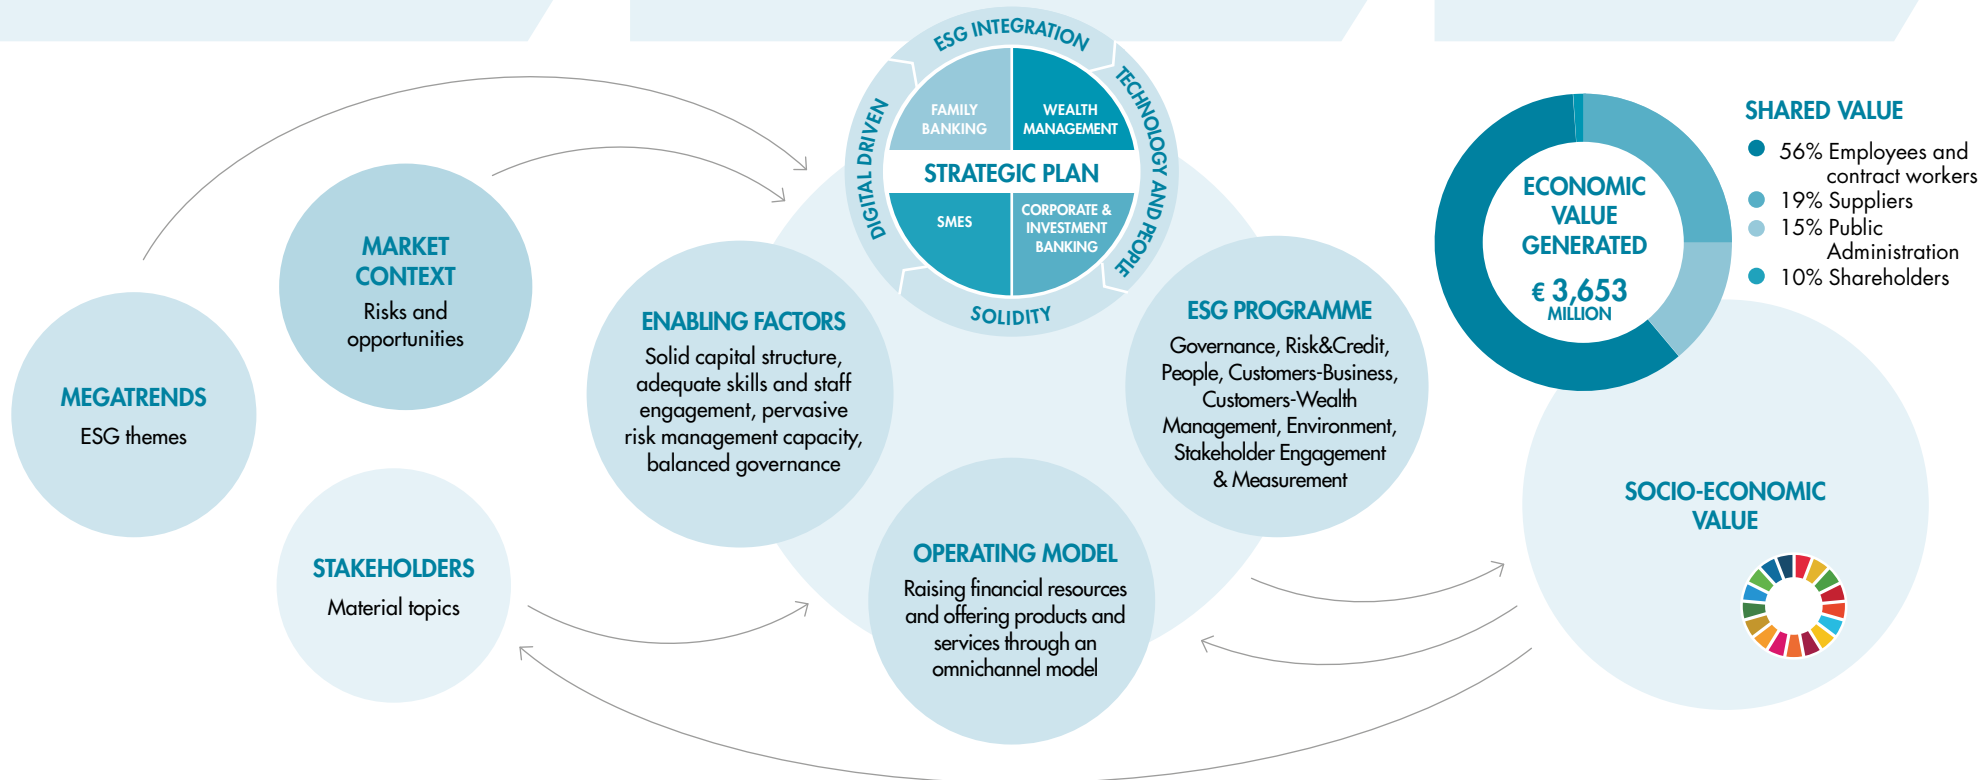 MEGATRENDS
ESG themes
MARKET
CONTEXT
Risks and
opportunities
STAKEHOLDERS
Material topics
ENABLING FACTORS
Solid capital structure,
adequate skills and staff
engagement, pervasive
risk management capacity,
balanced governance
ESG INTEGRATION
TECHNOLOGY AND PEOPLE
SOLIDITY
DIGITAL DRIVEN
FAMILY
BANKING
WEALTH
MANAGEMENT
STRATEGIC PLAN
SMES
CORPORATE &
INVESTMENT
BANKING
OPERATING MODEL
Raising financial resources
and offering products and
services through an
omnichannel model
ESG PROGRAMME
Governance, Risk&Credit,
People, Customers-Business,
Customers-Wealth
Management, Environment,
Stakeholder Engagement
& Measurement
ECONOMIC
VALUE
GENERATED
€ 3,653
MILLION
SHARED VALUE
56% Employees and
contract workers
19% Suppliers
15% Public
Administration
10% Shareholders
SOCIO-ECONOMIC
VALUE